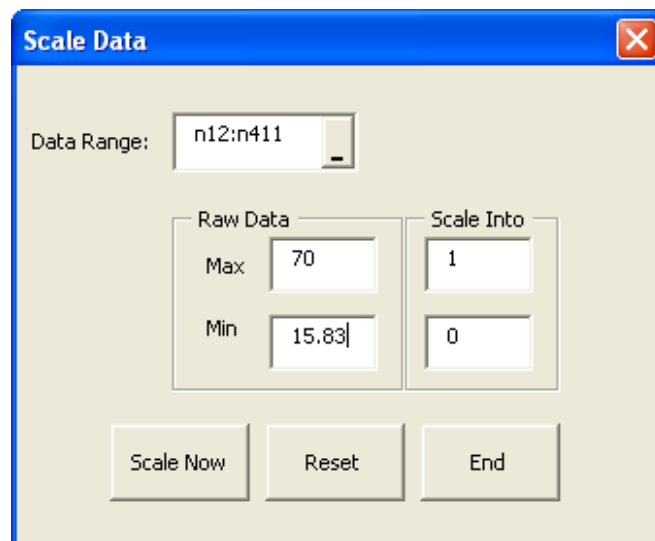 Scale Data
Data Range: n12:n411
Raw Data Scale Into
Max 70 1
Min 15.83 0
Scale Now Reset End